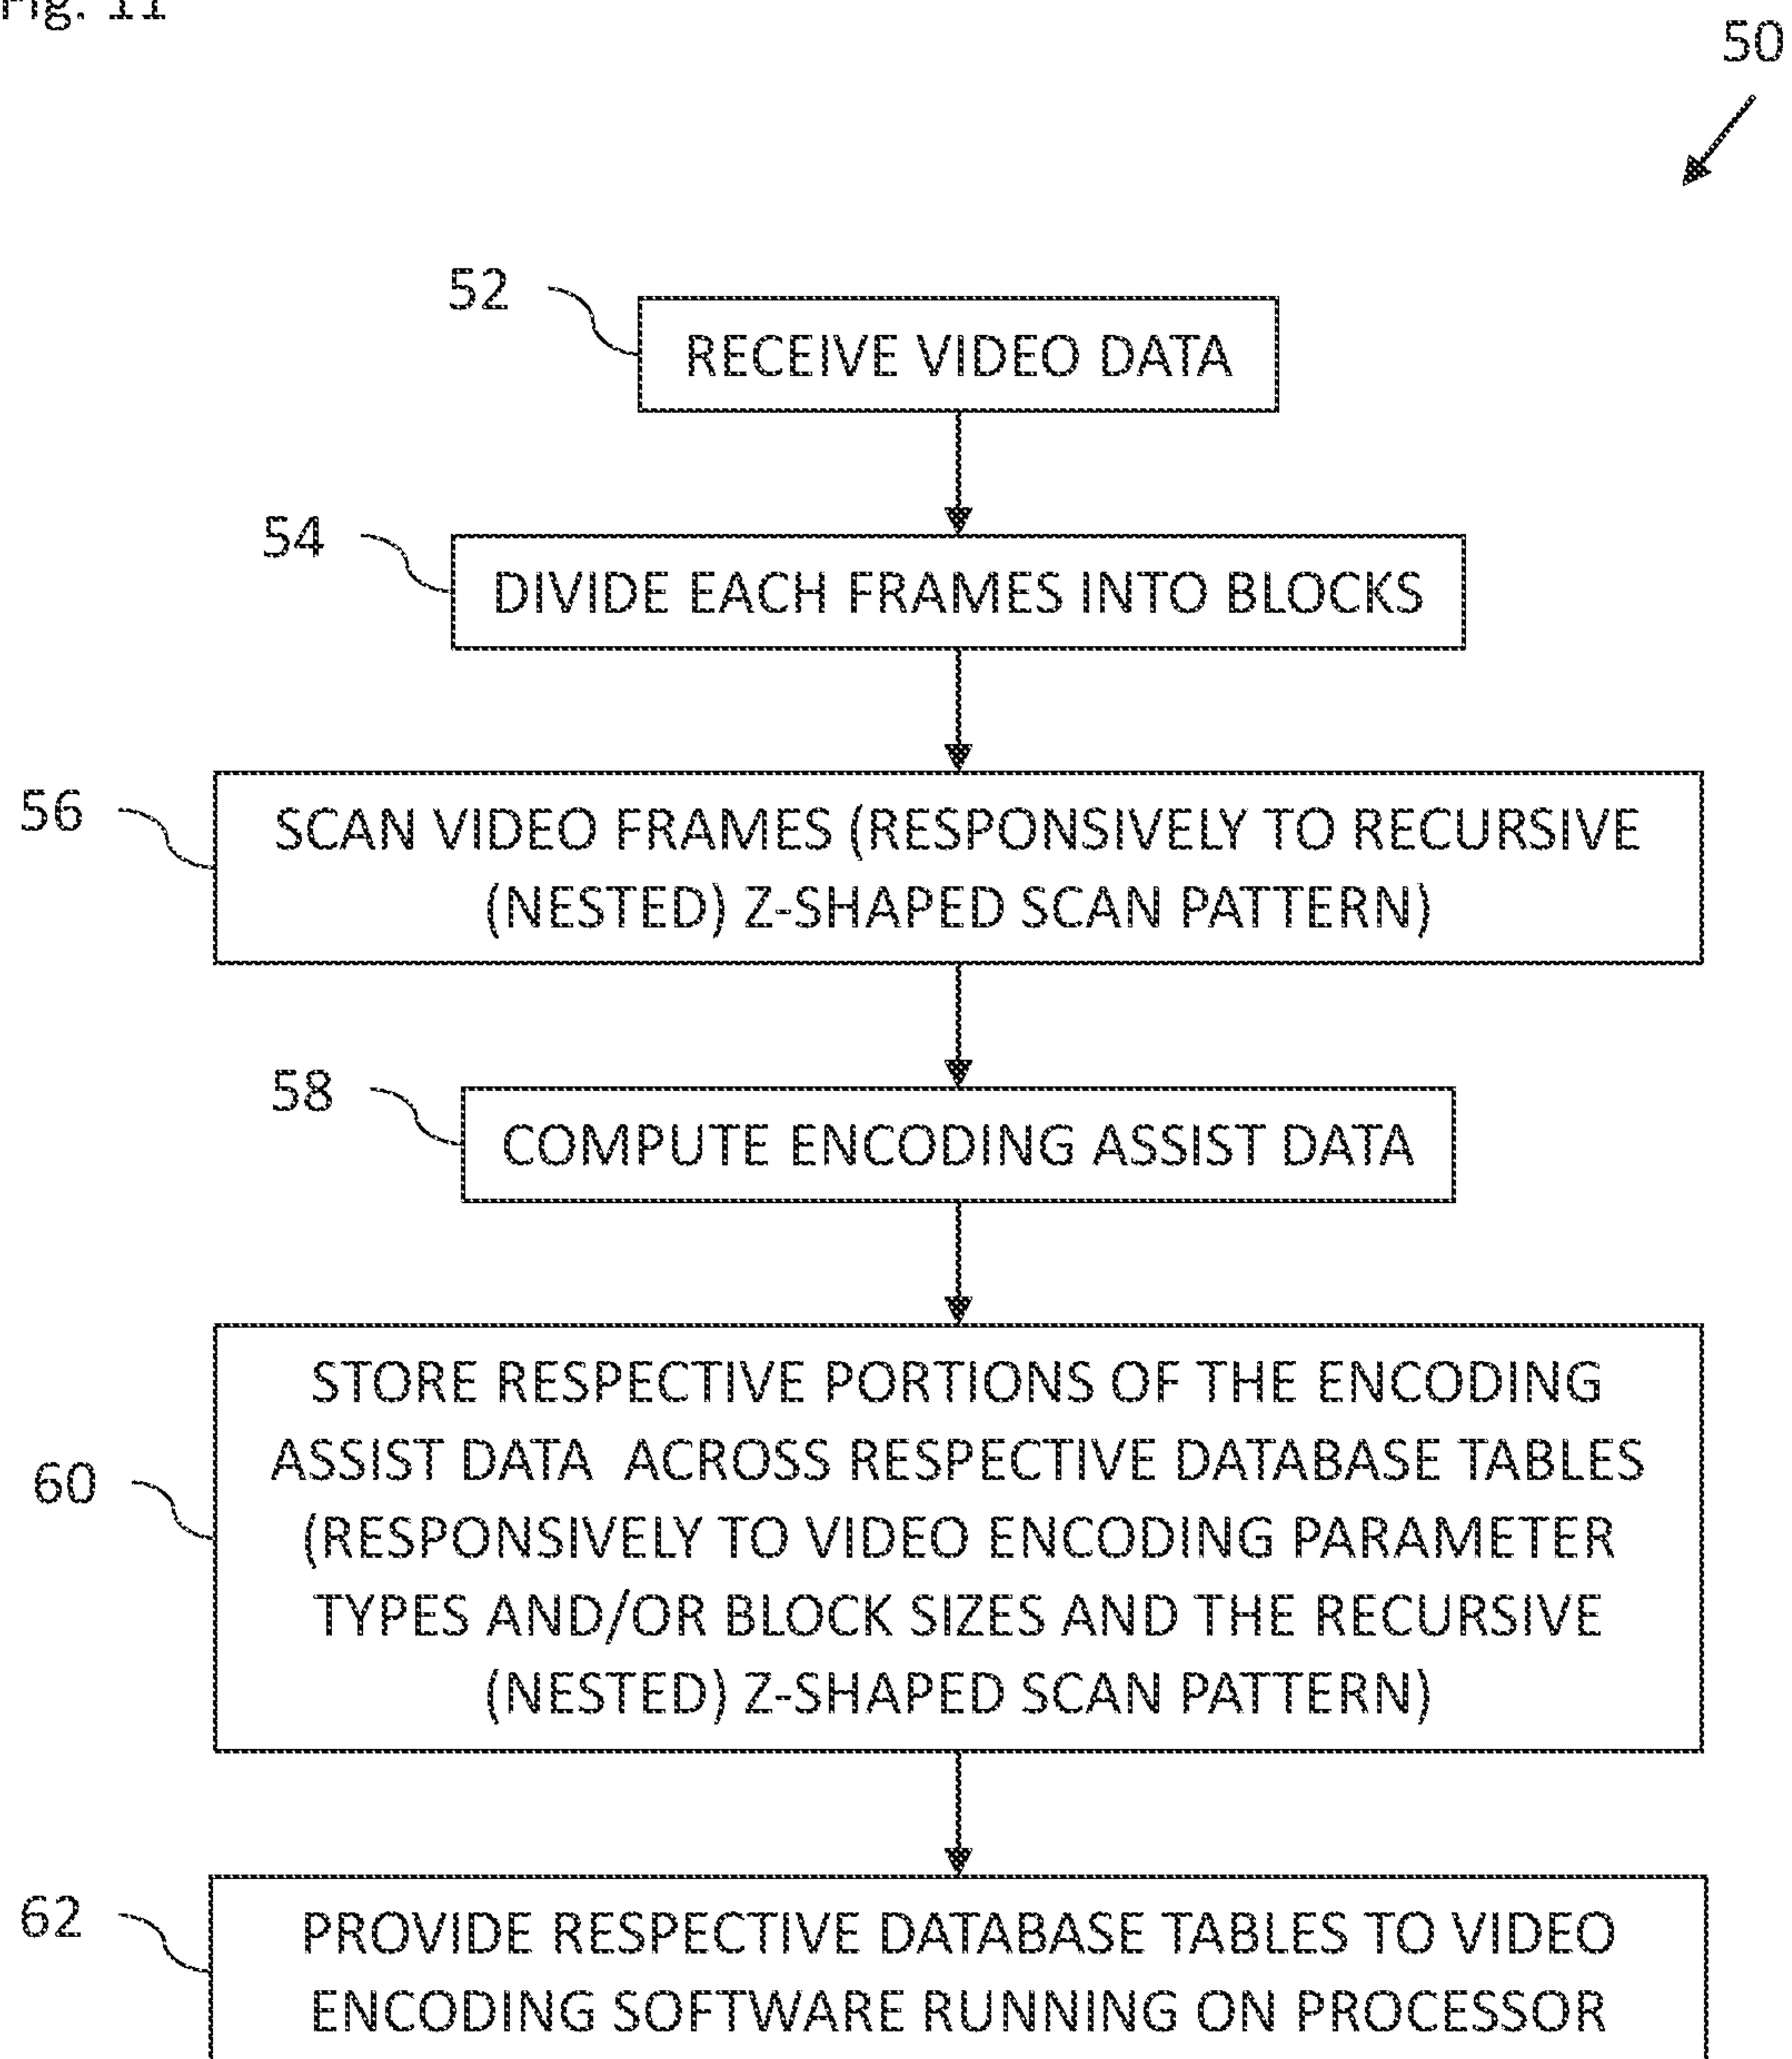 Fig. 11
50
52
RECEIVE VIDEO DATA
54
DIVIDE EACH FRAMES INTO BLOCKS
56
SCAN VIDEO FRAMES (RESPONSIVELY TO RECURSIVE
(NESTED) Z-SHAPED SCAN PATTERN)
58
COMPUTE ENCODING ASSIST DATA
60
STORE RESPECTIVE PORTIONS OF THE ENCODING
ASSIST DATA ACROSS RESPECTIVE DATABASE TABLES
(RESPONSIVELY TO VIDEO ENCODING PARAMETER
TYPES AND/OR BLOCK SIZES AND THE RECURSIVE
(NESTED) Z-SHAPED SCAN PATTERN)
62
PROVIDE RESPECTIVE DATABASE TABLES TO VIDEO
ENCODING SOFTWARE RUNNING ON PROCESSOR